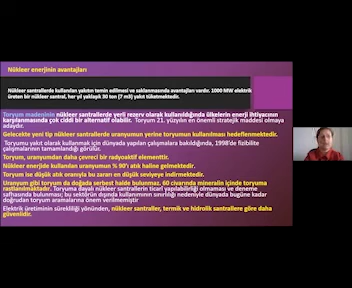 Nükleer enerjinin avantajları
Nükleer santrallerde kullanılan yakıtın temin edilmesi ve saklanmasında avantajları vardır. 1000 MW elektrik
üreten bir nükleer santral, her yıl yaklaşık 30 ton (7 m3) yakıt tüketmektedir.
Toryum madeninin nükleer santrallerde yerli rezerv olarak kullanıldığında ülkelerin enerji ihtiyacının
karşılanmasında çok ciddi bir alternatif olabilir. Toryum 21. yüzyılın en önemli stratejik maddesi olmaya
adaydır.
Gelecekte yeni tip nükleer santrallerde uranyumun yerine toryumun kullanılması hedeflenmektedir.
Toryumu yakıt olarak kullanmak için dünyada yapılan çalışmalara bakıldığında, 1998'de fizibilite
çalışmalarının tamamlandığı görülür.
Toryum, uranyumdan daha çevreci bir radyoaktif elementtir.
Nükleer enerjide kullanılan uranyumun % 90'ı atık haline gelmektedir.
Toryum ise düşük atık oranıyla bu zararı en düşük seviyeye indirmektedir.
Uranyum gibi toryum da doğada serbest halde bulunmaz. 60 civarında mineralin içinde toryuma
rastlanılmaktadır. Toryuma dayalı nükleer santrallerin ticari yapılabilirliği olmaması ve deneme
safhasında bulunması; bu sektörün dışında kullanımının sınırlılığı nedeniyle dünyada bugüne kadar
doğrudan toryum aramalarına önem verilmemiştir
Elektrik üretiminin sürekliliği yönünden, nükleer santraller, termik ve hidrolik santrallere göre daha
güvenlidir.